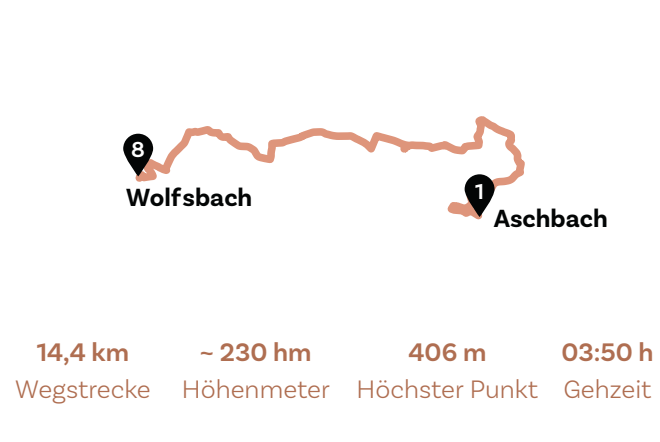 8
Wolfsbach
1
Aschbach
14,4 km
Wegstrecke
~ 230 hm
Höhenmeter
406 m
Höchster Punkt
03:50 h
Gehzeit